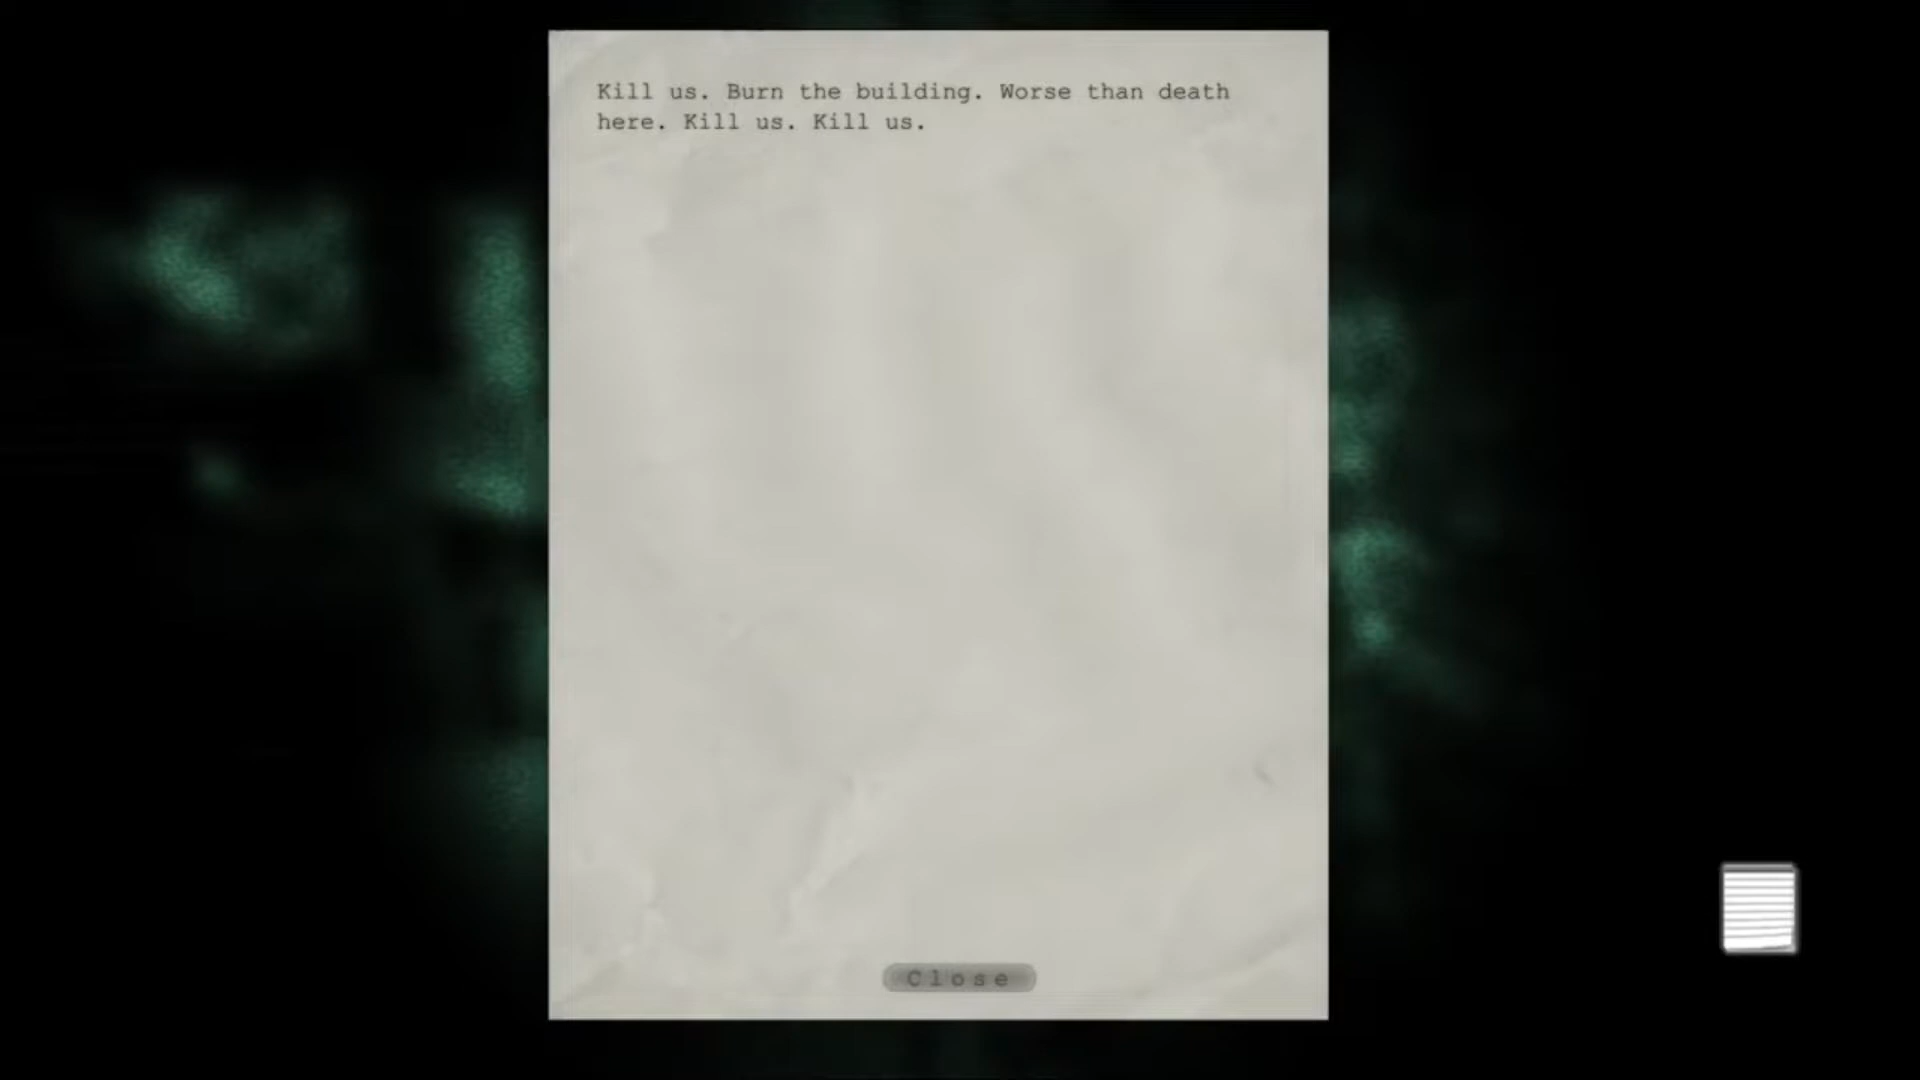 Kill us. Burn the building. Worse than death
here. Kill us. Kill us.
Close